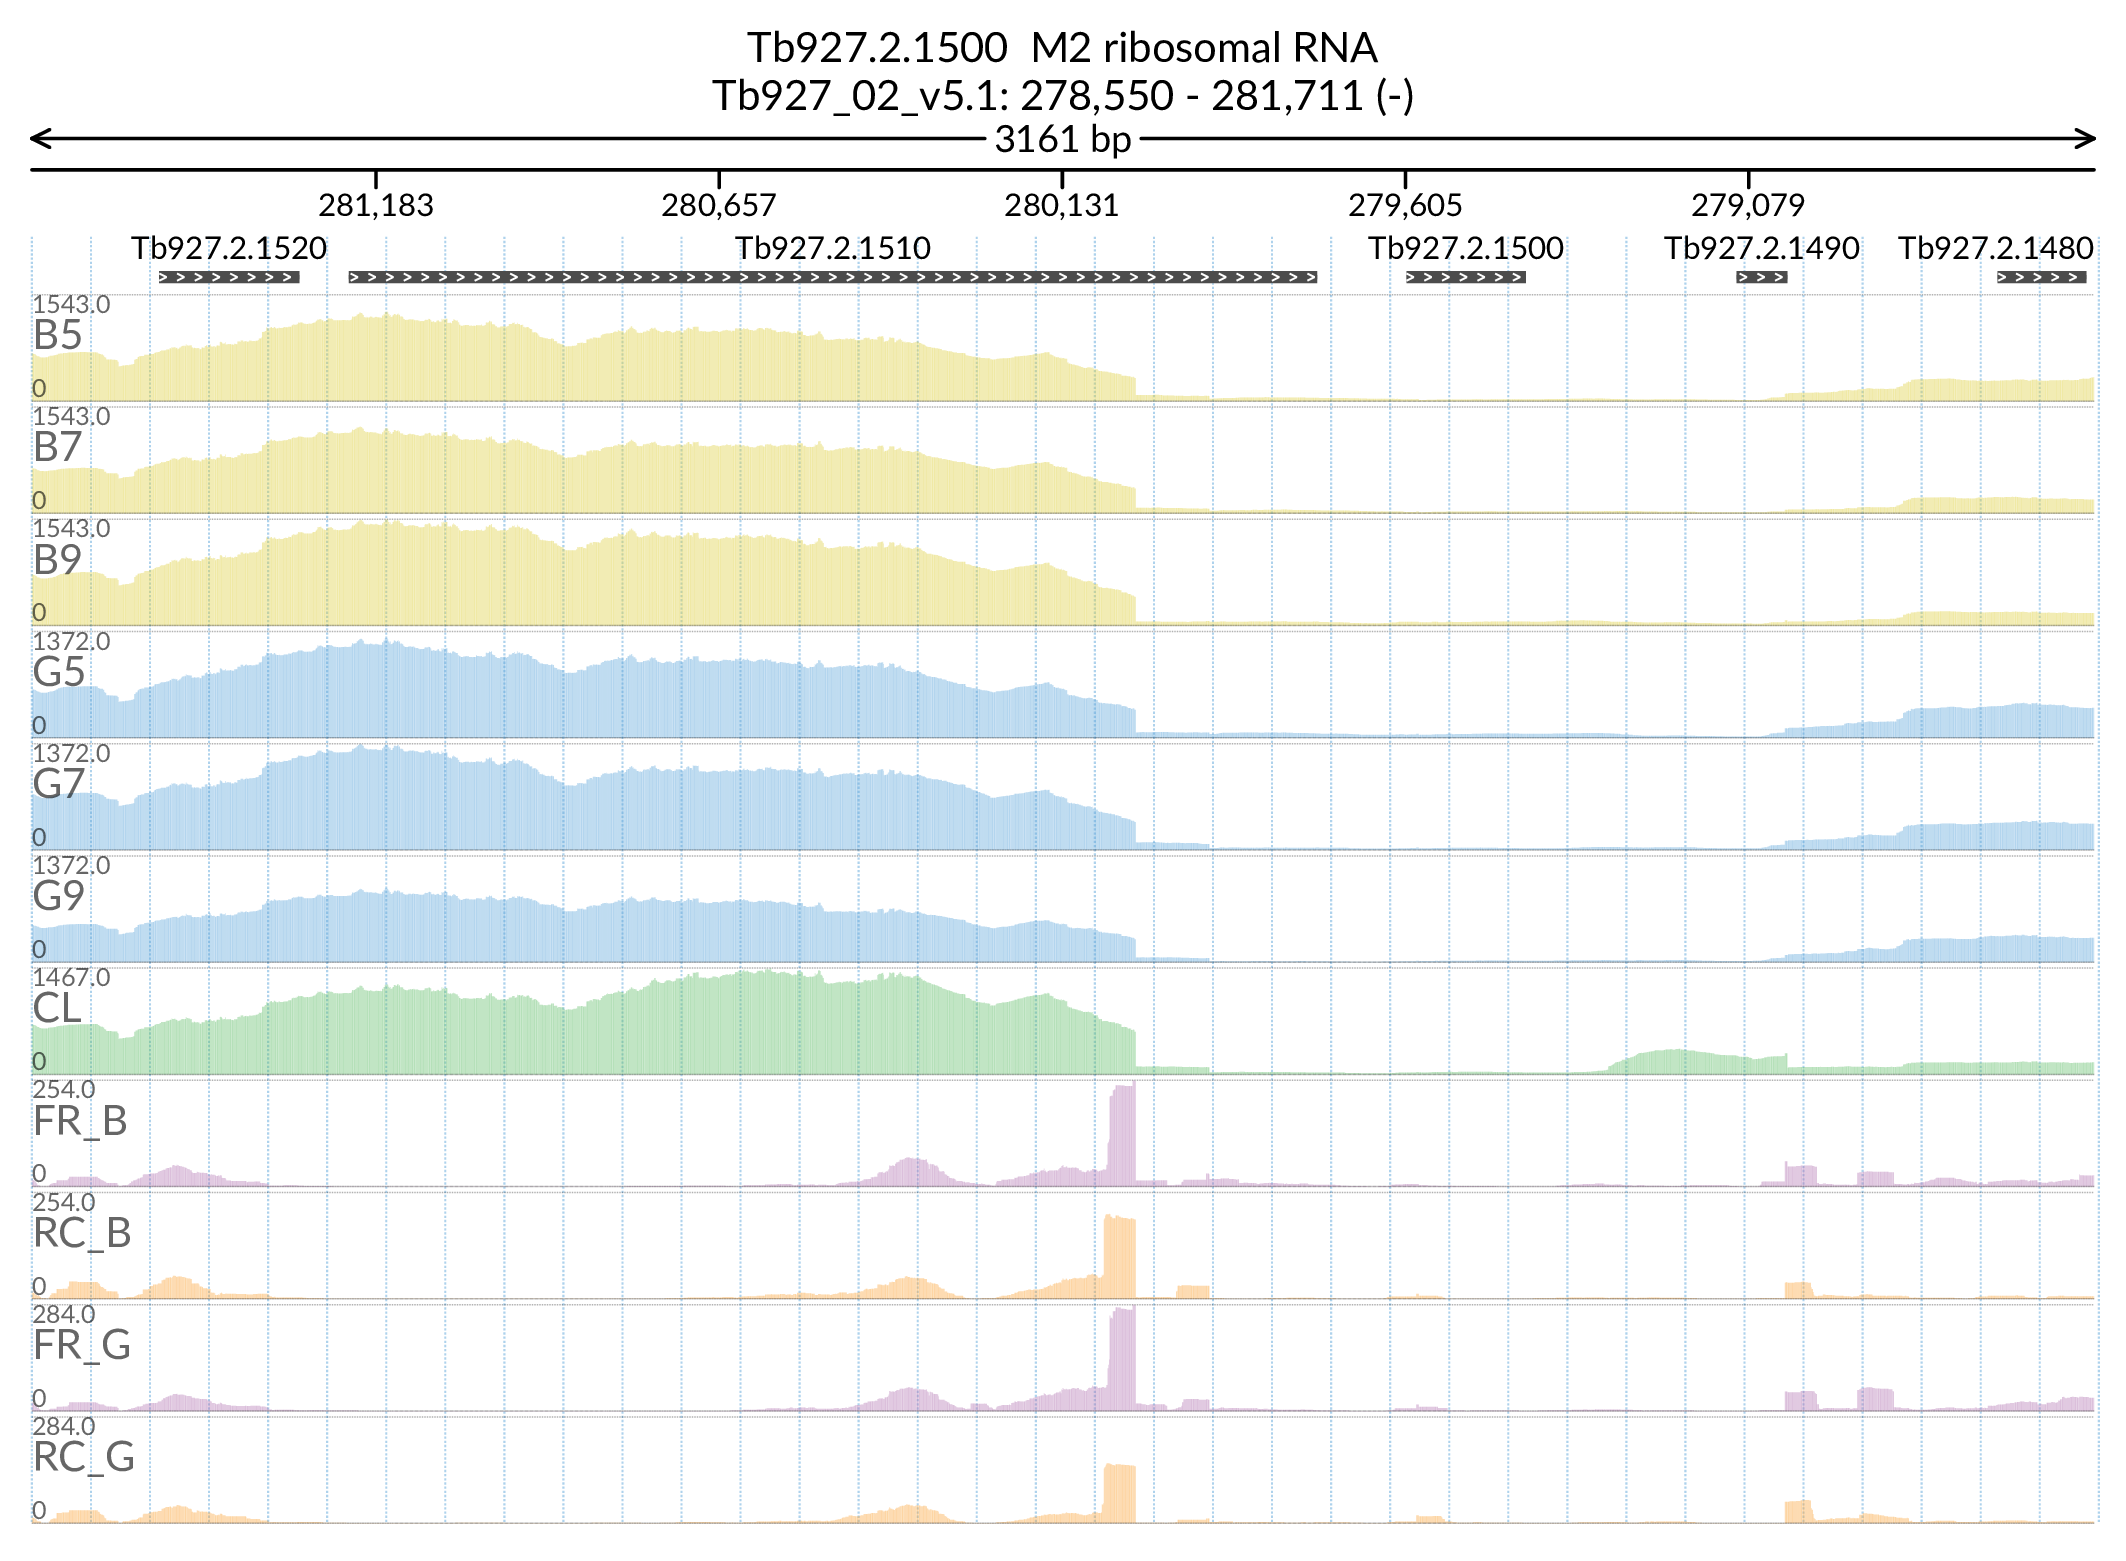 Tb927.2.1500  M2 ribosomal RNA
Tb927_02_v5.1: 278,550 - 281,711 (-)
3161 bp
281,183 280,657 280,131 279,605 279,079
Tb927.2.1520 Tb927.2.1510 Tb927.2.1500 Tb927.2.1490 Tb927.2.1480
1543.0
B5
0
1543.0
B7
0
1543.0
B9
0
1372.0
G5
0
1372.0
G7
0
1372.0
G9
0
1467.0
CL
0
254.0
FR_B
0
254.0
RC_B
0
284.0
FR_G
0
284.0
RC_G
0